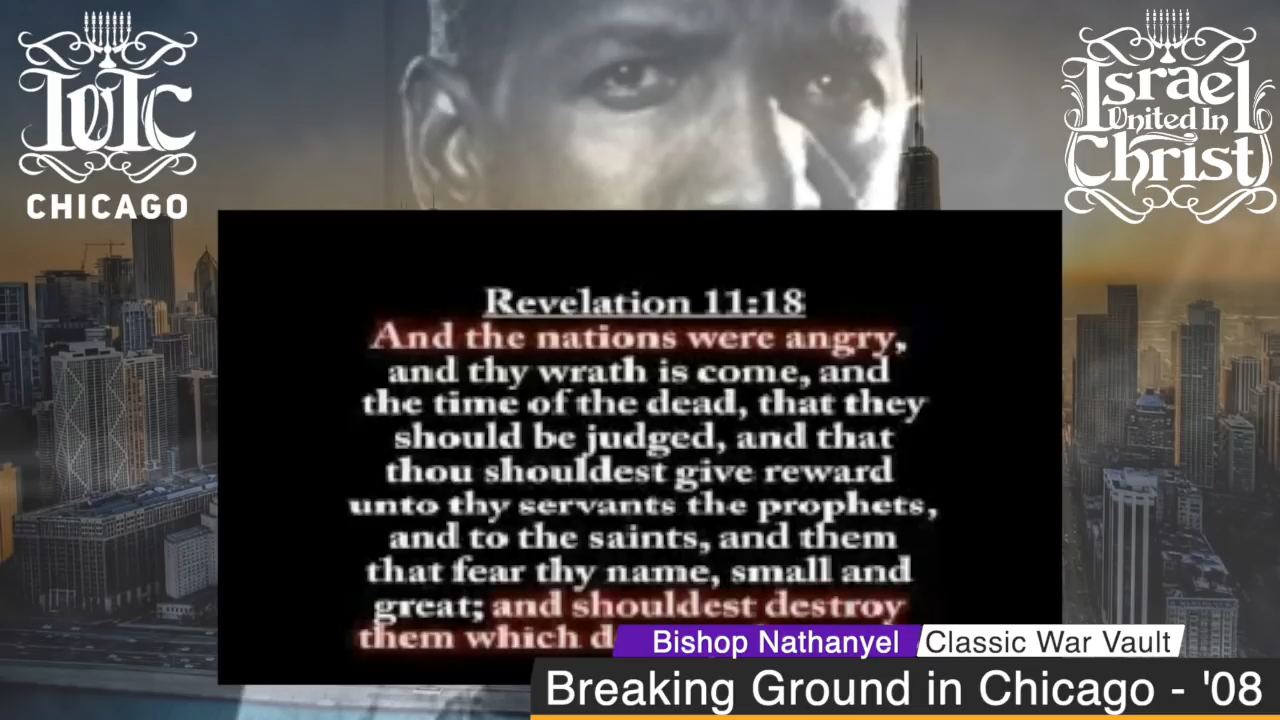 IUIC
CHICAGO
Israel
United In
Christ
Revelation 11:18
And the nations were angry,
and thy wrath is come, and
the time of the dead, that they
should be judged, and that
thou shouldest give reward
unto thy servants the prophets,
and to the saints, and them
that fear thy name, small and
great; and shouldest destroy
them which
Bishop Nathanyel
Classic War Vault
Breaking Ground in Chicago - '08